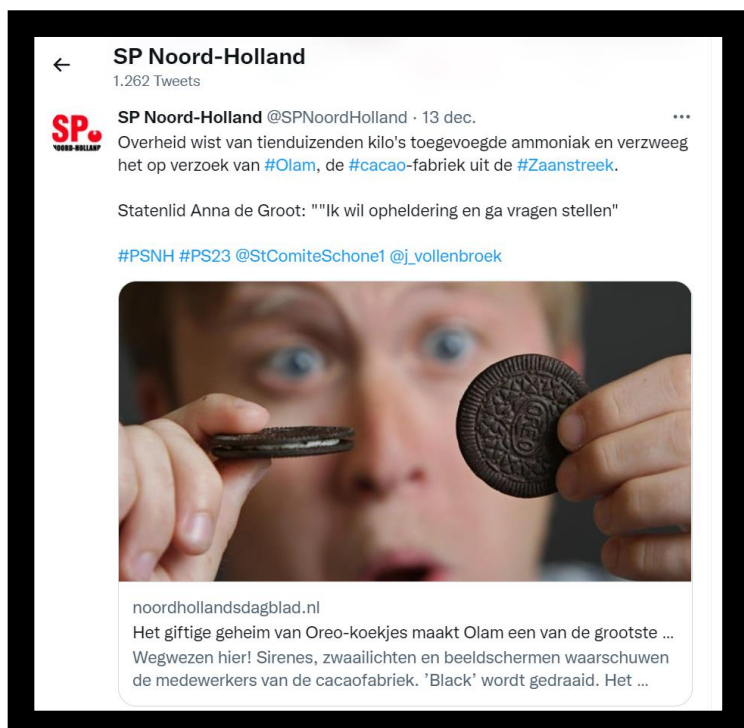 SP Noord-Holland
1.262 Tweets
SP
NOORD-HOLLAND
SP Noord-Holland @SPNoordHolland · 13 dec.
Overheid wist van tienduizenden kilo's toegevoegde ammoniak en verzweeg
het op verzoek van #Olam, de #cacao-fabriek uit de #Zaanstreek.
Statenlid Anna de Groot: ""Ik wil opheldering en ga vragen stellen"
#PSNH #PS23 @StComiteSchone1 @j_vollenbroek
OREO
noordhollandsdagblad.nl
Het giftige geheim van Oreo-koekjes maakt Olam een van de grootste ...
Wegwezen hier! Sirenes, zwaailichten en beeldschermen waarschuwen
de medewerkers van de cacaofabriek. ’Black’ wordt gedraaid. Het ...